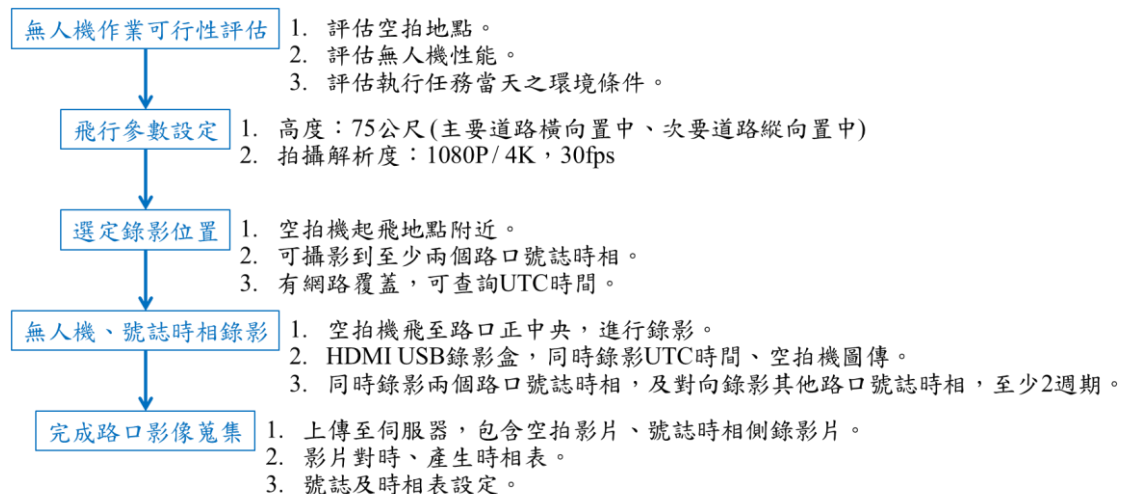 無人機作業可行性評估
1. 評估空拍地點。
2. 評估無人機性能。
3. 評估執行任務當天之環境條件。
飛行參數設定
1. 高度：75公尺(主要道路橫向置中、次要道路縱向置中)
2. 拍攝解析度：1080P/ 4K，30fps
選定錄影位置
1. 空拍機起飛地點附近。
2. 可攝影到至少兩個路口號誌時相。
3. 有網路覆蓋，可查詢UTC時間。
無人機、號誌時相錄影
1. 空拍機飛至路口正中央，進行錄影。
2. HDMI USB錄影盒，同時錄影UTC時間、空拍機圖傳。
3. 同時錄影兩個路口號誌時相，及對向錄影其他路口號誌時相，至少2週期。
完成路口影像蒐集
1. 上傳至伺服器，包含空拍影片、號誌時相側錄影片。
2. 影片對時、產生時相表。
3. 號誌及時相表設定。